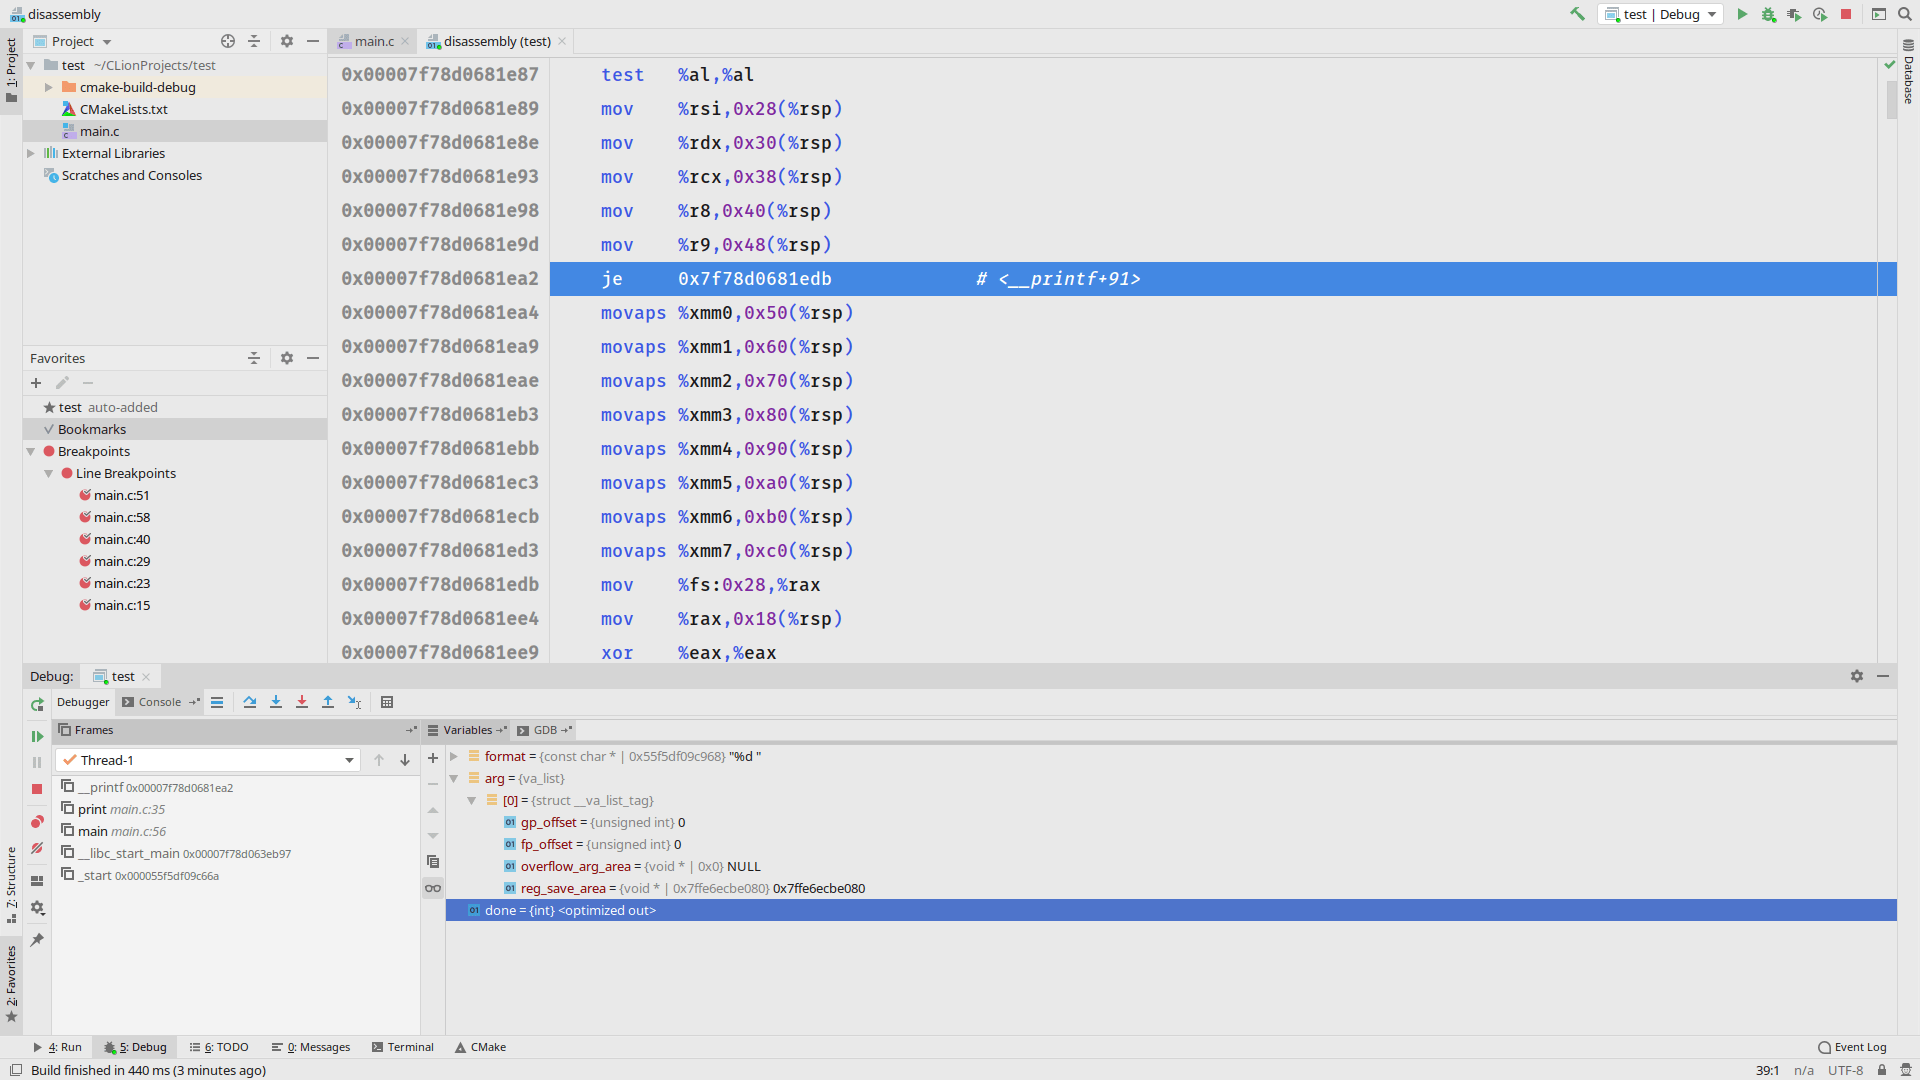 disassembly
test | Debug
1: Project
Project
test ~/CLionProjects/test
cmake-build-debug
CMakeLists.txt
main.c
External Libraries
Scratches and Consoles
Favorites
test auto-added
Bookmarks
Breakpoints
Line Breakpoints
main.c:51
main.c:58
main.c:40
main.c:29
main.c:23
main.c:15
main.c
disassembly (test)
0x00007f78d0681e87 test %al,%al
0x00007f78d0681e89 mov %rsi,0x28(%rsp)
0x00007f78d0681e8e mov %rdx,0x30(%rsp)
0x00007f78d0681e93 mov %rcx,0x38(%rsp)
0x00007f78d0681e98 mov %r8,0x40(%rsp)
0x00007f78d0681e9d mov %r9,0x48(%rsp)
0x00007f78d0681ea2 je 0x7f78d0681edb # <__printf+91>
0x00007f78d0681ea4 movaps %xmm0,0x50(%rsp)
0x00007f78d0681ea9 movaps %xmm1,0x60(%rsp)
0x00007f78d0681eae movaps %xmm2,0x70(%rsp)
0x00007f78d0681eb3 movaps %xmm3,0x80(%rsp)
0x00007f78d0681ebb movaps %xmm4,0x90(%rsp)
0x00007f78d0681ec3 movaps %xmm5,0xa0(%rsp)
0x00007f78d0681ecb movaps %xmm6,0xb0(%rsp)
0x00007f78d0681ed3 movaps %xmm7,0xc0(%rsp)
0x00007f78d0681edb mov %fs:0x28,%rax
0x00007f78d0681ee4 mov %rax,0x18(%rsp)
0x00007f78d0681ee9 xor %eax,%eax
Database
Debug: test
Debugger Console
Frames
Thread-1
__printf 0x00007f78d0681ea2
print main.c:35
main main.c:56
__libc_start_main 0x00007f78d063eb97
_start 0x000055f5df09c66a
Variables GDB
format = {const char * | 0x55f5df09c968} "%d "
arg = {va_list}
[0] = {struct __va_list_tag}
gp_offset = {unsigned int} 0
fp_offset = {unsigned int} 0
overflow_arg_area = {void * | 0x0} NULL
reg_save_area = {void * | 0x7ffe6ecbe080} 0x7ffe6ecbe080
done = {int} <optimized out>
7: Structure
2: Favorites
4: Run 5: Debug 6: TODO 0: Messages Terminal CMake Event Log
Build finished in 440 ms (3 minutes ago) 39:1 n/a UTF-8